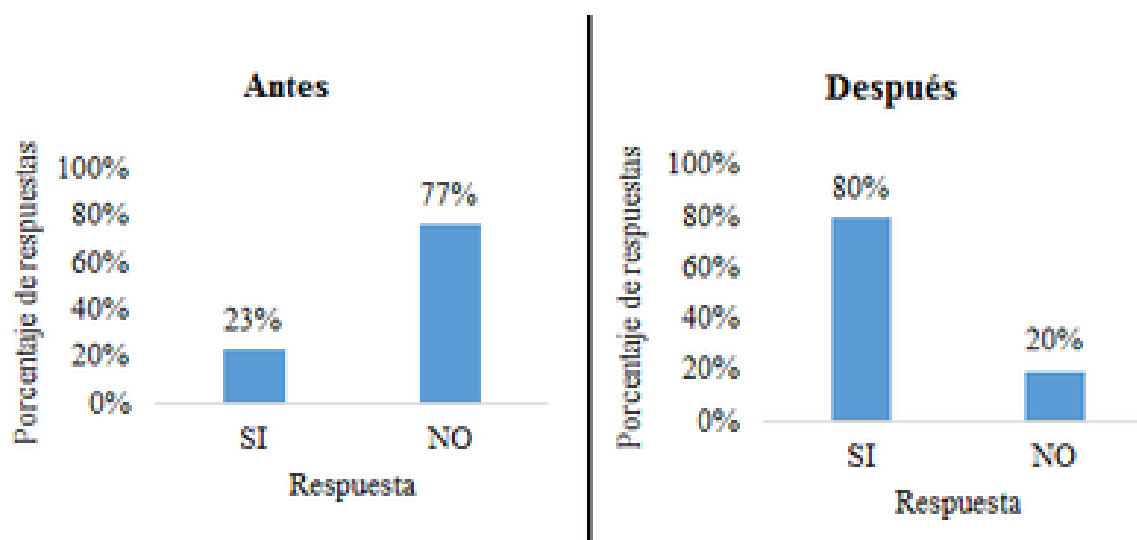 Antes
Porcentaje de respuestas
100%
80%
60%
40%
20%
0%
23%
77%
SI
NO
Respuesta
Después
Porcentaje de respuestas
100%
80%
60%
40%
20%
0%
80%
20%
SI
NO
Respuesta